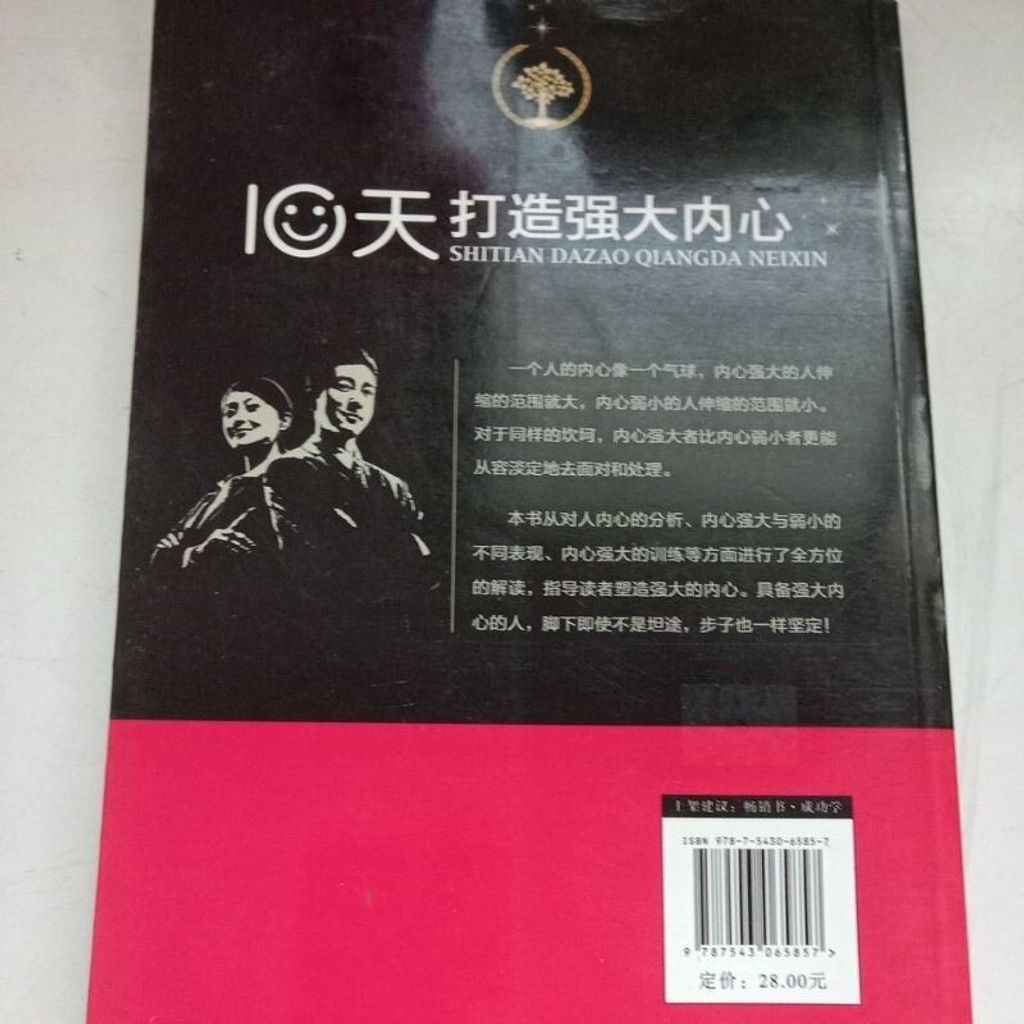 10天打造强大内心
SHITIAN DAZAO QIANGDA NEIXIN
一个人的内心像一个气球，内心强大的人伸
缩的范围就大，内心弱小的人伸缩的范围就小。
对于同样的坎坷，内心强大者比内心弱小者更能
从容淡定地去面对和处理。
本书从对人内心的分析、内心强大与弱小的
不同表现、内心强大的训练等方面进行了全方位
的解读，指导读者塑造强大的内心。具备强大内
心的人，脚下即使不是坦途，步子也一样坚定！
上架建议：畅销书·成功学
ISBN 978-7-5430-6585-7
9 787543 065857 >
定价：28.00元